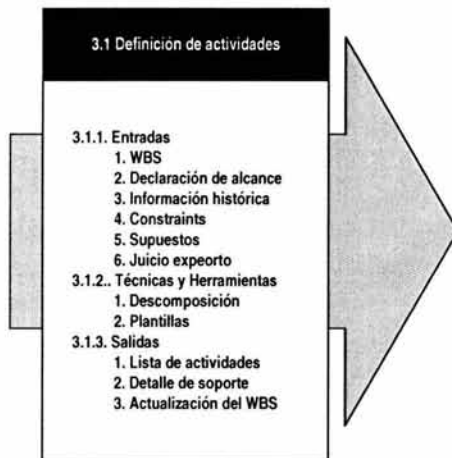 3.1 Definición de actividades
3.1.1. Entradas
1. WBS
2. Declaración de alcance
3. Información histórica
4. Constraints
5. Supuestos
6. Juicio expeorto
3.1.2.. Técnicas y Herramientas
1. Descomposición
2. Plantillas
3.1.3. Salidas
1. Lista de actividades
2. Detalle de soporte
3. Actualización del WBS